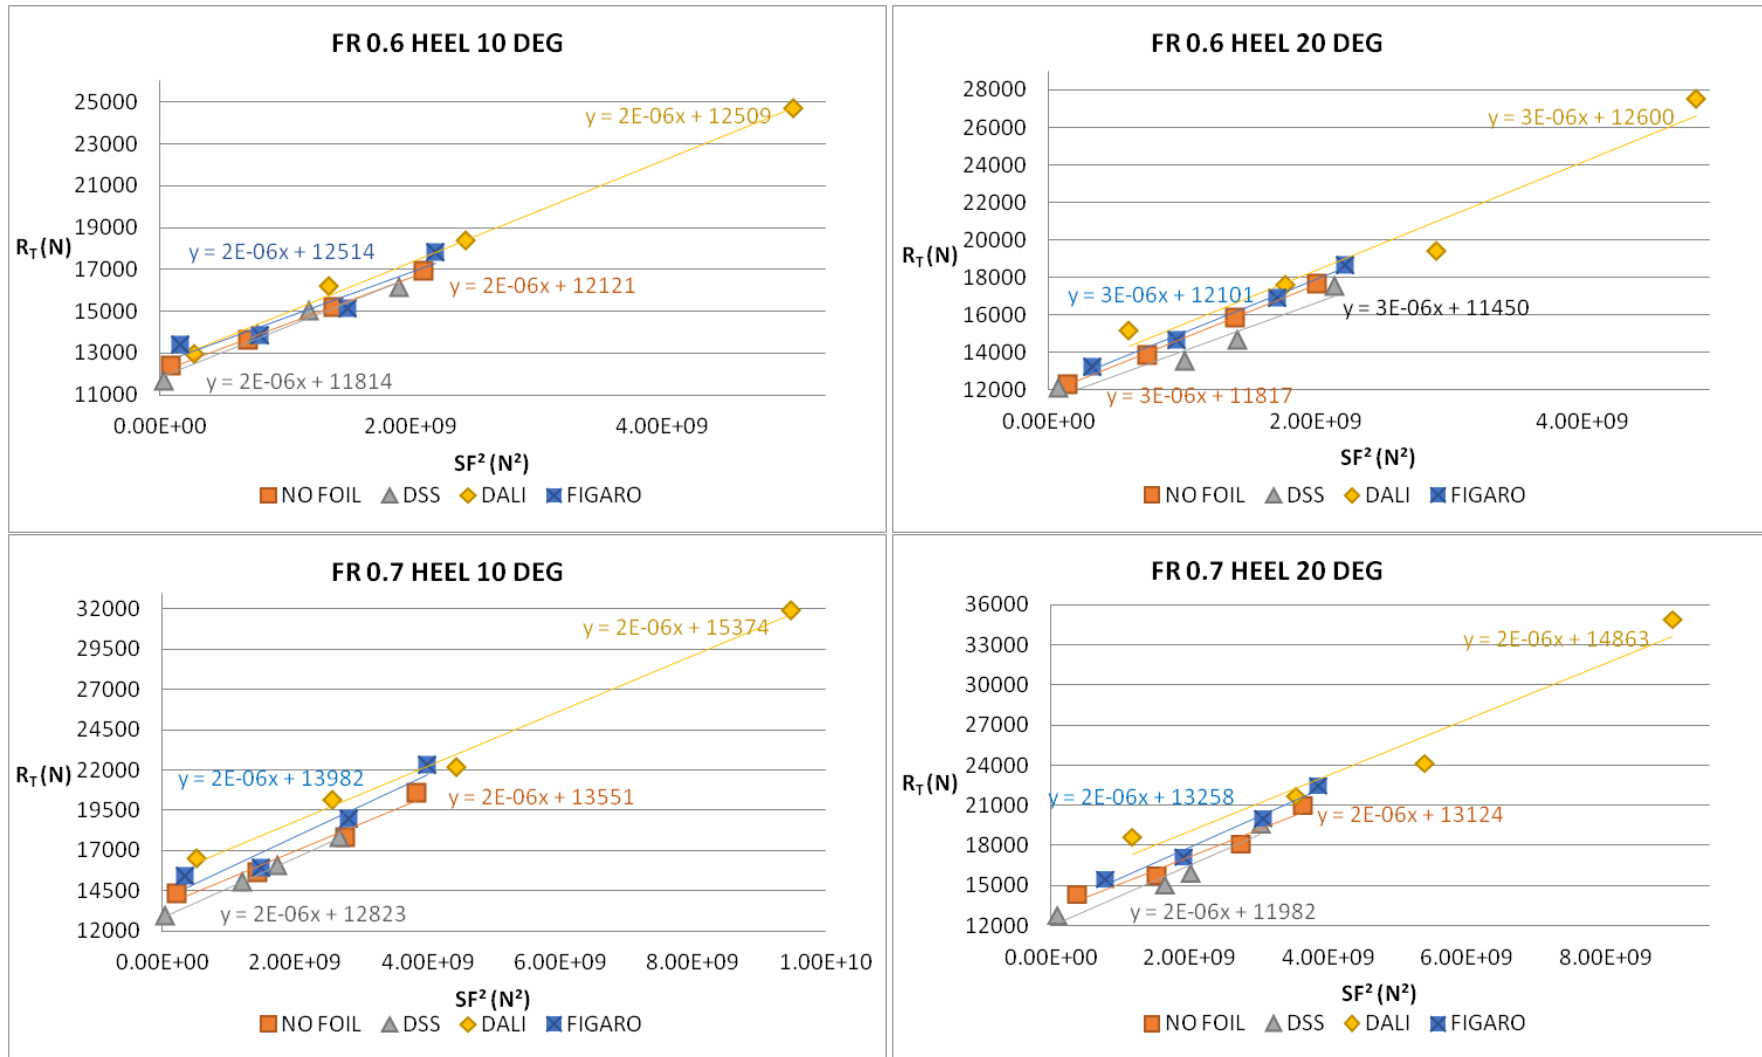 FR 0.6 HEEL 10 DEG
25000
y = 2E-06x + 12509
23000
21000
19000
R_T (N)
y = 2E-06x + 12514
17000
y = 2E-06x + 12121
15000
13000
y = 2E-06x + 11814
11000
0.00E+00 2.00E+09 4.00E+09
SF² (N²)
NO FOIL DSS DALI FIGARO
FR 0.6 HEEL 20 DEG
28000
y = 3E-06x + 12600
26000
24000
22000
20000
R_T (N)
18000
y = 3E-06x + 12101
y = 3E-06x + 11450
16000
14000
12000
y = 3E-06x + 11817
0.00E+00 2.00E+09 4.00E+09
SF² (N²)
NO FOIL DSS DALI FIGARO
FR 0.7 HEEL 10 DEG
32000
y = 2E-06x + 15374
29500
27000
24500
22000
R_T (N)
y = 2E-06x + 13982
y = 2E-06x + 13551
19500
17000
14500
y = 2E-06x + 12823
12000
0.00E+00 2.00E+09 4.00E+09 6.00E+09 8.00E+09 1.00E+10
SF² (N²)
NO FOIL DSS DALI FIGARO
FR 0.7 HEEL 20 DEG
36000
33000
y = 2E-06x + 14863
30000
27000
24000
R_T (N)
y = 2E-06x + 13258
21000
y = 2E-06x + 13124
18000
15000
y = 2E-06x + 11982
12000
0.00E+00 2.00E+09 4.00E+09 6.00E+09 8.00E+09
SF² (N²)
NO FOIL DSS DALI FIGARO